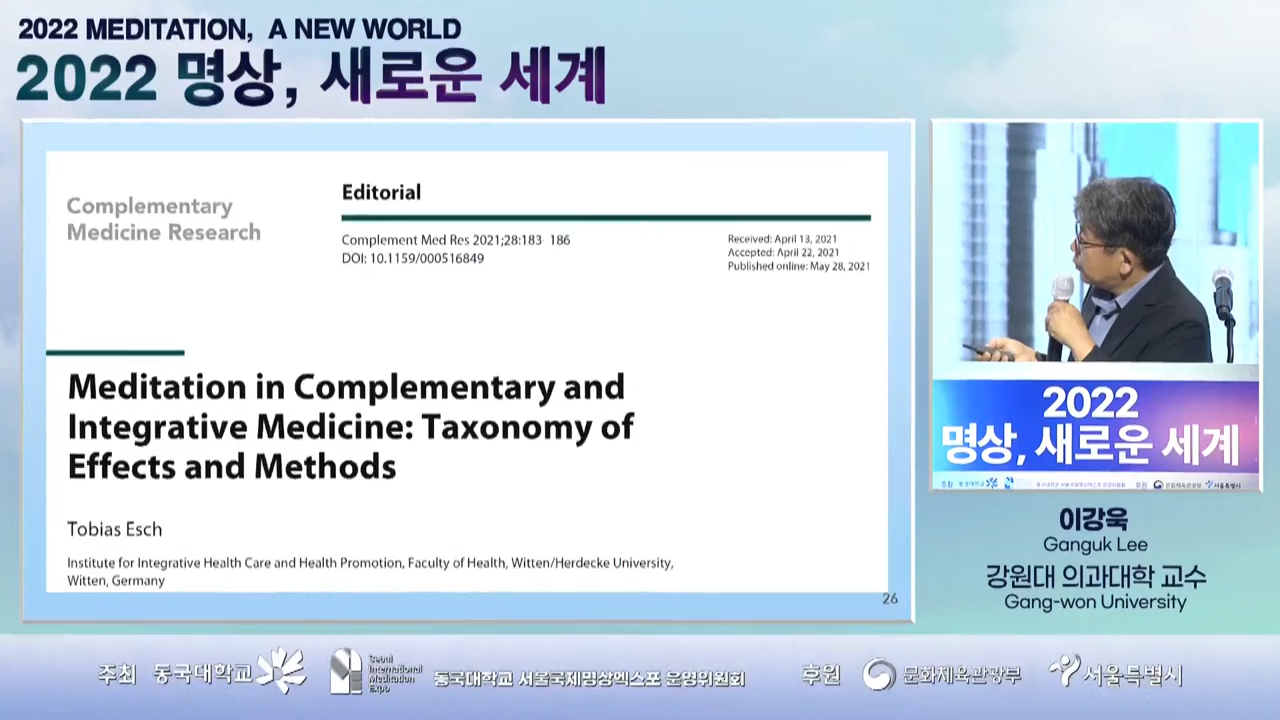 2022 MEDITATION, A NEW WORLD
2022 명상, 새로운 세계
Complementary
Medicine Research
Editorial
Complement Med Res 2021;28:183 186
DOI: 10.1159/000516849
Received: April 13, 2021
Accepted: April 22, 2021
Published online: May 28, 2021
Meditation in Complementary and
Integrative Medicine: Taxonomy of
Effects and Methods
Tobias Esch
Institute for Integrative Health Care and Health Promotion, Faculty of Health, Witten/Herdecke University,
Witten, Germany
26
2022
명상, 새로운 세계
이강욱
Ganguk Lee
강원대 의과대학 교수
Gang-won University
주최 동국대학교
Seoul
International
Meditation
Expo
동국대학교 서울국제명상엑스포 운영위원회
후원 문화체육관광부 서울특별시